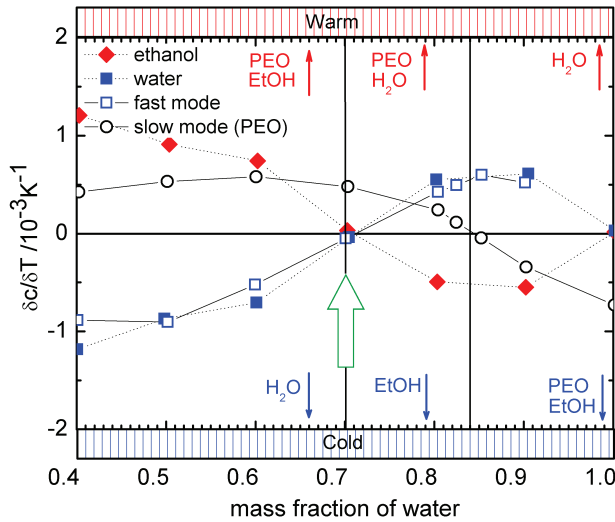 Warm
2
1
0
-1
-2
δc/δT /10⁻³K⁻¹
ethanol
water
fast mode
slow mode (PEO)
PEO
EtOH
PEO
H₂O
H₂O
H₂O
EtOH
PEO
EtOH
Cold
0.4 0.5 0.6 0.7 0.8 0.9 1.0
mass fraction of water